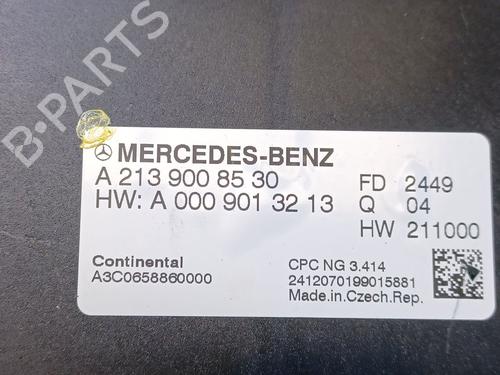 B-PARTS
MERCEDES-BENZ
A 213 900 85 30
HW: A 000 901 32 13
FD 2449
Q 04
HW 211000
Continental
A3C0658860000
CPC NG 3.414
2412070199015881
Made.in.Czech.Rep.